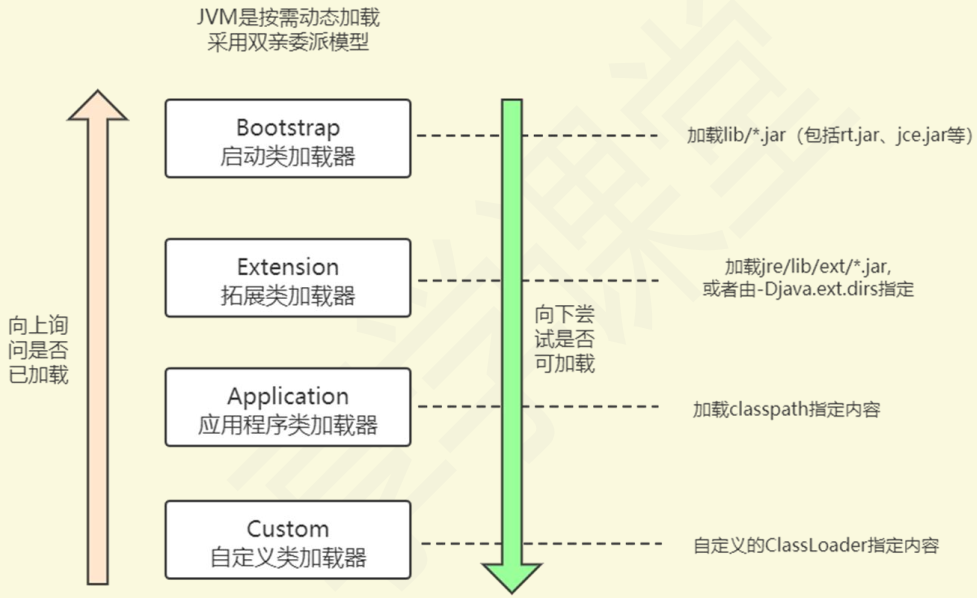 JVM是按需动态加载
采用双亲委派模型
Bootstrap
启动类加载器
加载lib/*.jar（包括rt.jar、jce.jar等）
Extension
拓展类加载器
加载jre/lib/ext/*.jar,
或者由-Djava.ext.dirs指定
向上询
问是否
已加载
向下尝
试是否
可加载
Application
应用程序类加载器
加载classpath指定内容
Custom
自定义类加载器
自定义的ClassLoader指定内容